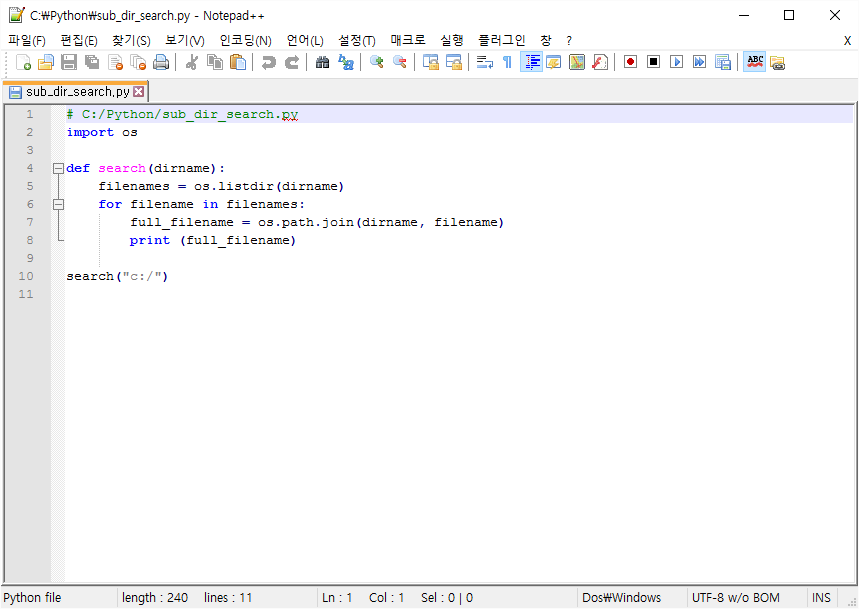 C:\Python\sub_dir_search.py - Notepad++
파일(F) 편집(E) 찾기(S) 보기(V) 인코딩(N) 언어(L) 설정(T) 매크로 실행 플러그인 창 ? X
ABC
sub_dir_search.py
1 # C:/Python/sub_dir_search.py
2 import os
3
4 def search(dirname):
5     filenames = os.listdir(dirname)
6     for filename in filenames:
7         full_filename = os.path.join(dirname, filename)
8         print (full_filename)
9
10 search("c:/")
11
Python file length : 240 lines : 11 Ln : 1 Col : 1 Sel : 0 | 0 Dos\Windows UTF-8 w/o BOM INS